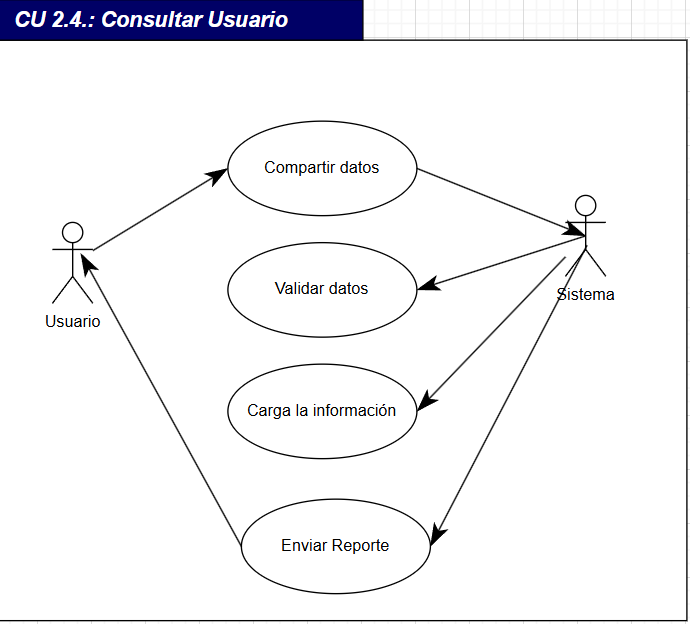 CU 2.4.: Consultar Usuario
Compartir datos
Validar datos
Sistema
Usuario
Carga la información
Enviar Reporte